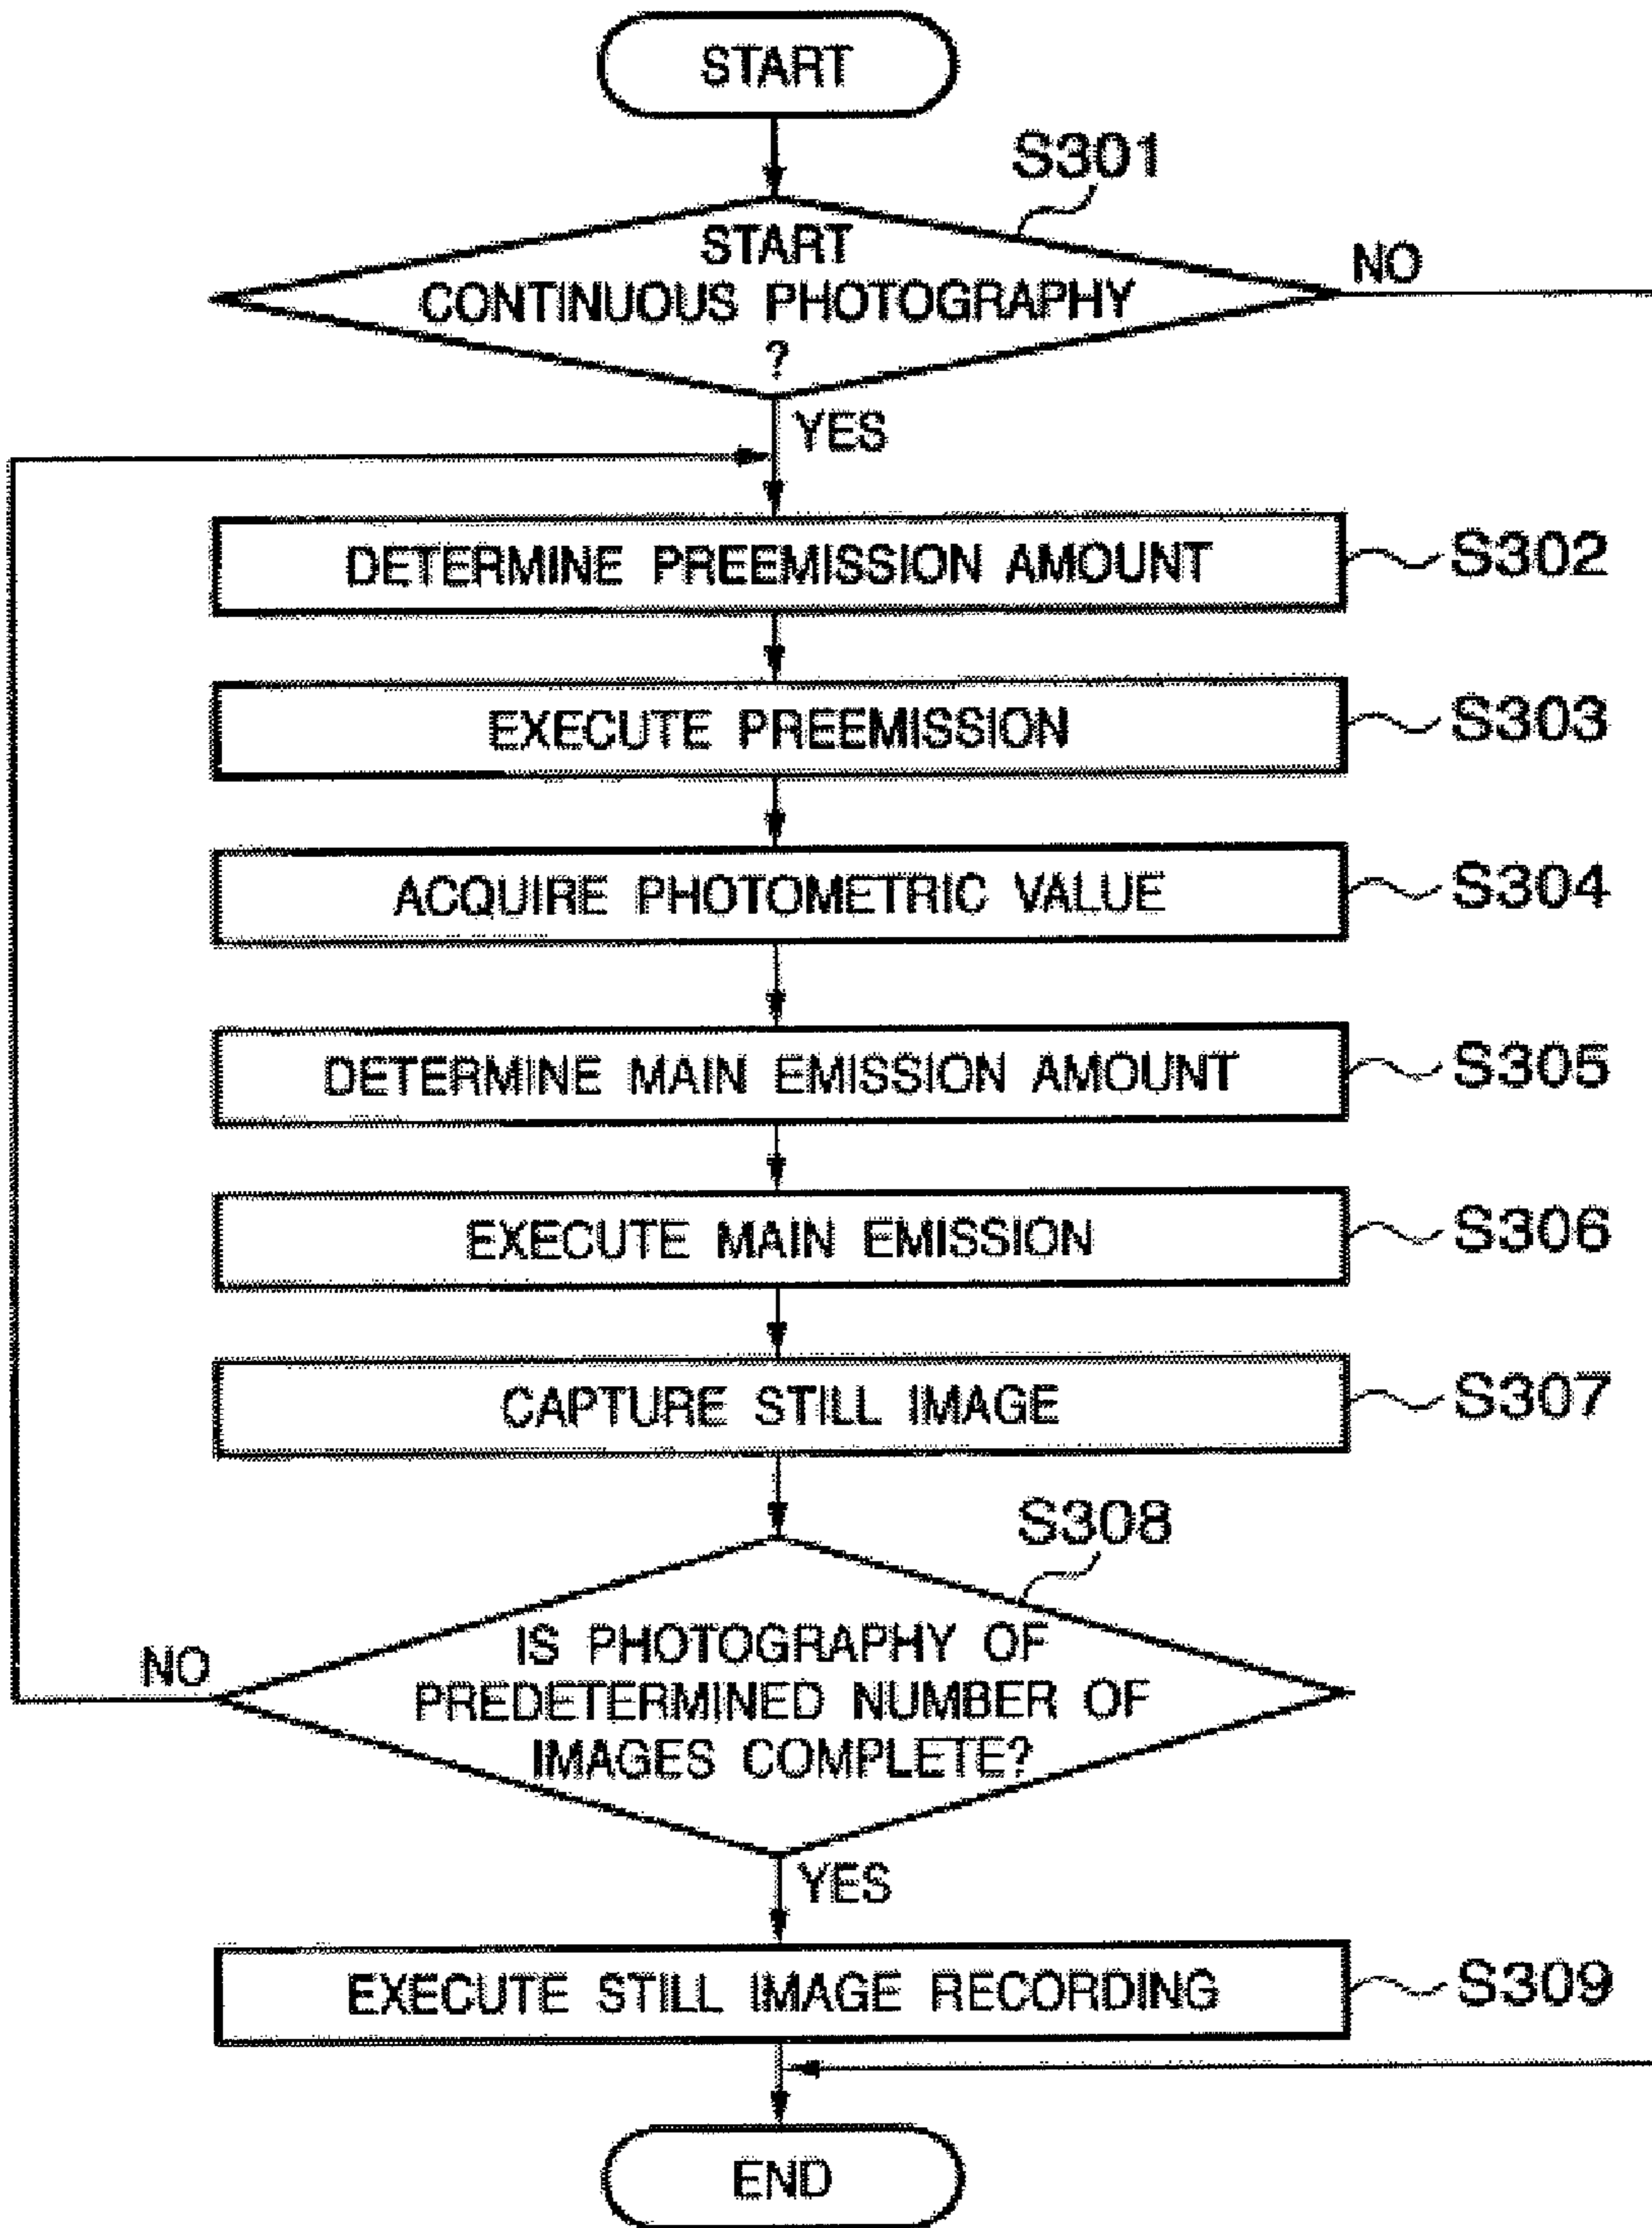 START
S301
START
CONTINUOUS PHOTOGRAPHY
?
NO
YES
DETERMINE PREEMISSION AMOUNT
S302
EXECUTE PREEMISSION
S303
ACQUIRE PHOTOMETRIC VALUE
S304
DETERMINE MAIN EMISSION AMOUNT
S305
EXECUTE MAIN EMISSION
S306
CAPTURE STILL IMAGE
S307
S308
IS PHOTOGRAPHY OF
PREDETERMINED NUMBER OF
IMAGES COMPLETE?
NO
YES
EXECUTE STILL IMAGE RECORDING
S309
END